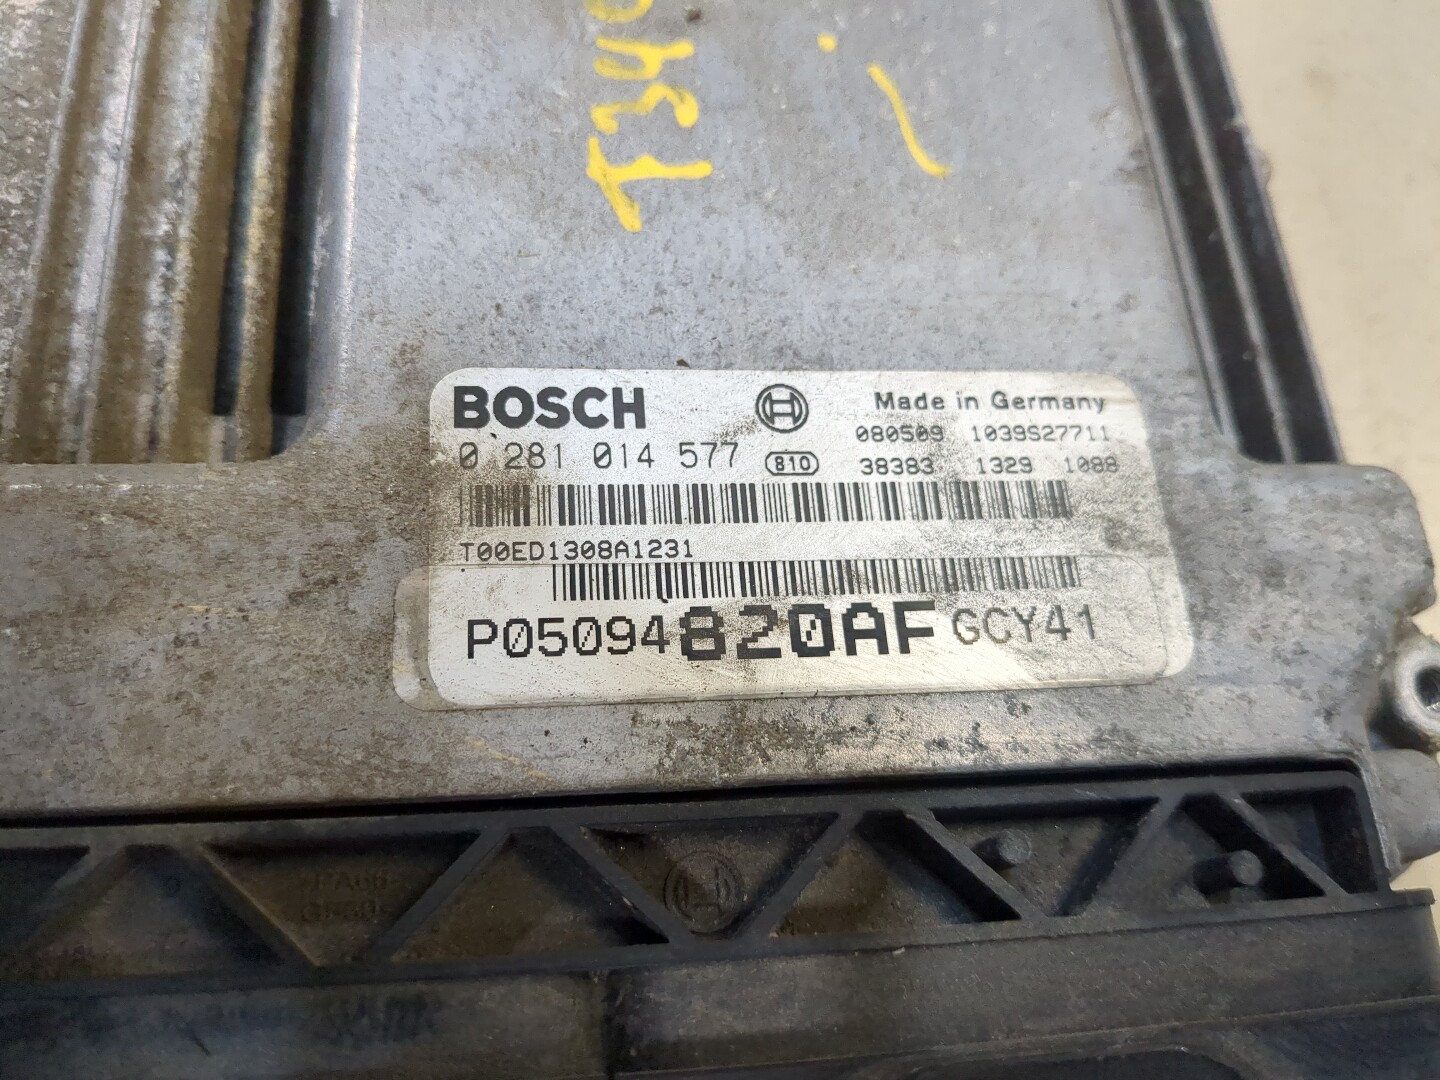 BOSCH
Made in Germany
0 281 014 577
810
080509 1039S27711
38383 1329 1088
T00ED1308A1231
P05094820AF GCY41